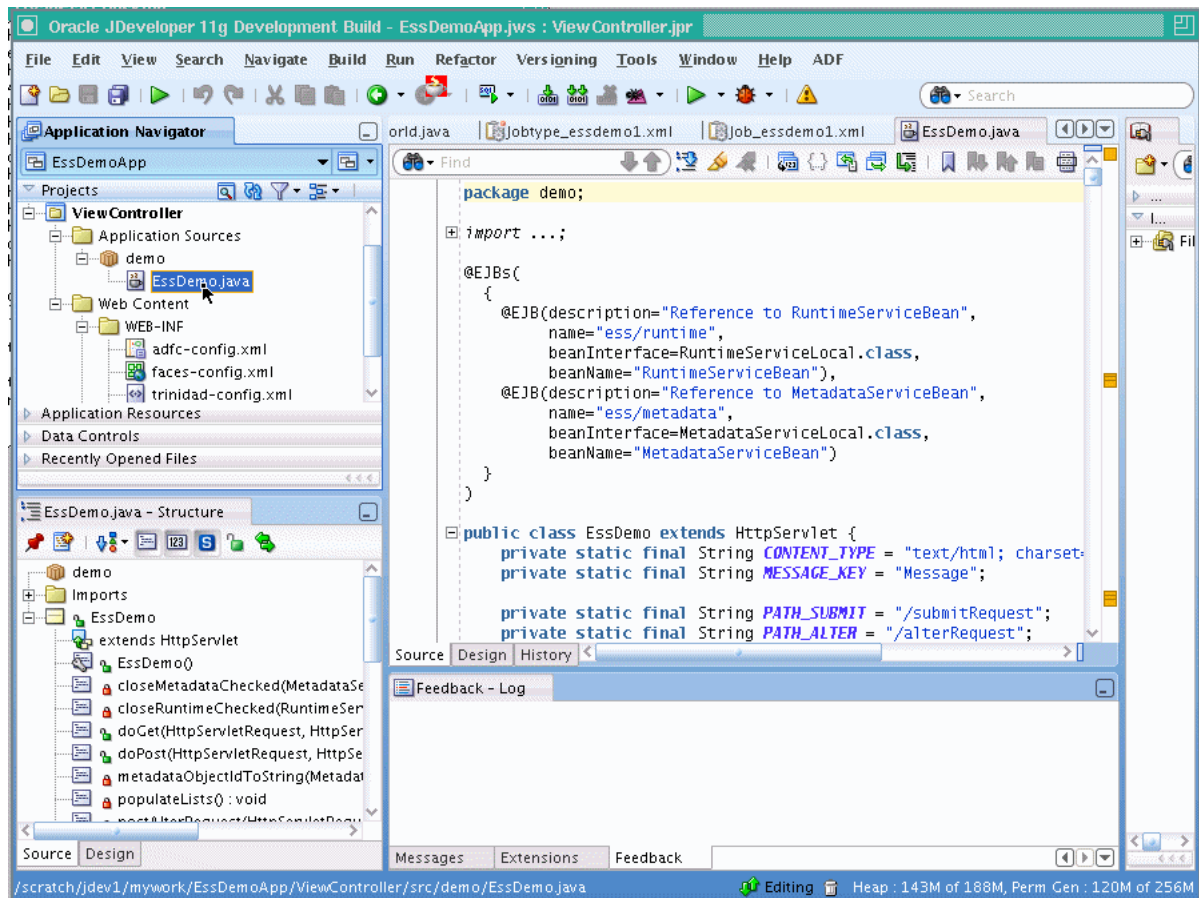 Oracle JDeveloper 11g Development Build - EssDemoApp.jws : ViewController.jpr
File Edit View Search Navigate Build Run Refactor Versioning Tools Window Help ADF
Search
Application Navigator
EssDemoApp
Projects
ViewController
Application Sources
demo
EssDemo.java
Web Content
WEB-INF
adfc-config.xml
faces-config.xml
trinidad-config.xml
Application Resources
Data Controls
Recently Opened Files
EssDemo.java - Structure
demo
Imports
EssDemo
extends HttpServlet
EssDemo()
closeMetadataChecked(MetadataSe
closeRuntimeChecked(RuntimeSer
doGet(HttpServletRequest, HttpSer
doPost(HttpServletRequest, HttpSe
metadataObjectIdToString(Metadat
populateLists() : void
Source Design
orld.java Jobtype_essdemo1.xml Job_essdemo1.xml EssDemo.java
Find
package demo;
import ...;
@EJBs(
{
@EJB(description="Reference to RuntimeServiceBean",
name="ess/runtime",
beanInterface=RuntimeServiceLocal.class,
beanName="RuntimeServiceBean"),
@EJB(description="Reference to MetadataServiceBean",
name="ess/metadata",
beanInterface=MetadataServiceLocal.class,
beanName="MetadataServiceBean")
}
)
public class EssDemo extends HttpServlet {
private static final String CONTENT_TYPE = "text/html; charset=
private static final String MESSAGE_KEY = "Message";
private static final String PATH_SUBMIT = "/submitRequest";
private static final String PATH_ALTER = "/alterRequest";
Source Design History
Feedback - Log
Messages Extensions Feedback
...
I...
Fil
/scratch/jdev1/mywork/EssDemoApp/ViewController/src/demo/EssDemo.java
Editing Heap : 143M of 188M, Perm Gen : 120M of 256M